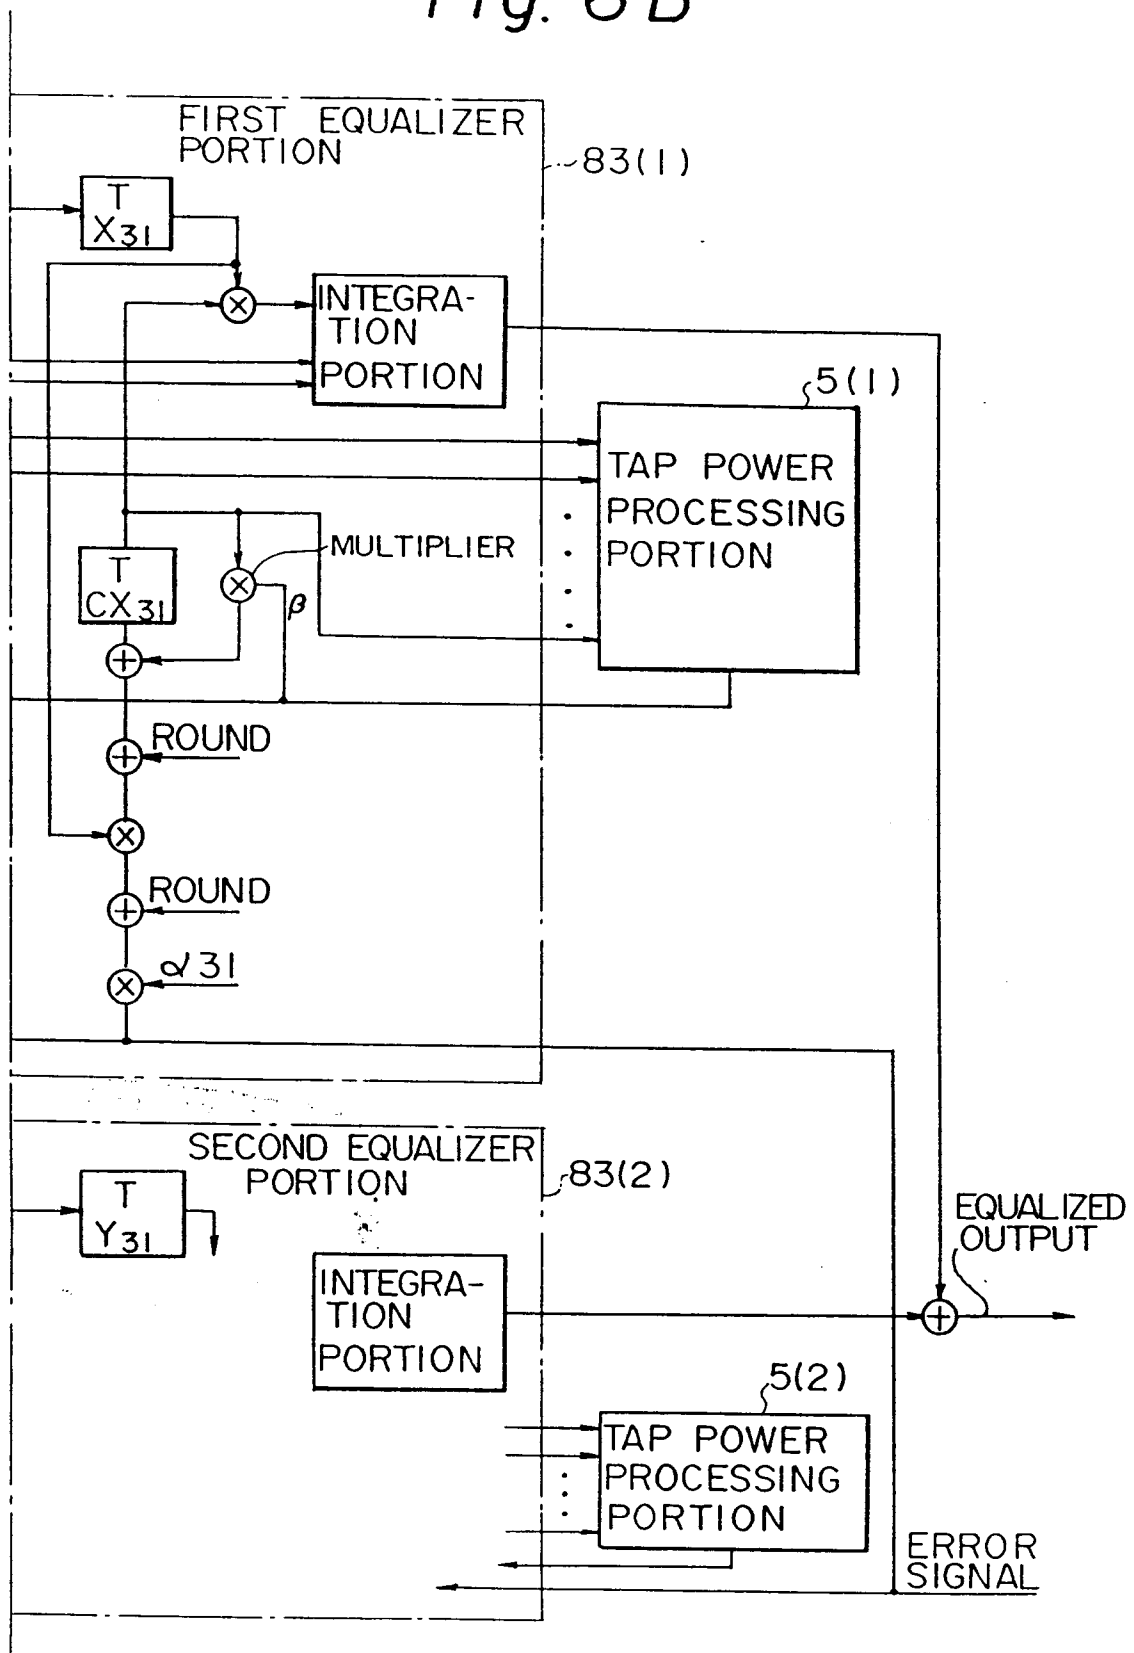 Fig. 8B
FIRST EQUALIZER
PORTION
83(1)
T
X31
INTEGRA-
TION
PORTION
5(1)
TAP POWER
PROCESSING
PORTION
MULTIPLIER
T
CX31
β
ROUND
ROUND
α31
SECOND EQUALIZER
PORTION
83(2)
T
Y31
EQUALIZED
OUTPUT
INTEGRA-
TION
PORTION
5(2)
TAP POWER
PROCESSING
PORTION
ERROR
SIGNAL